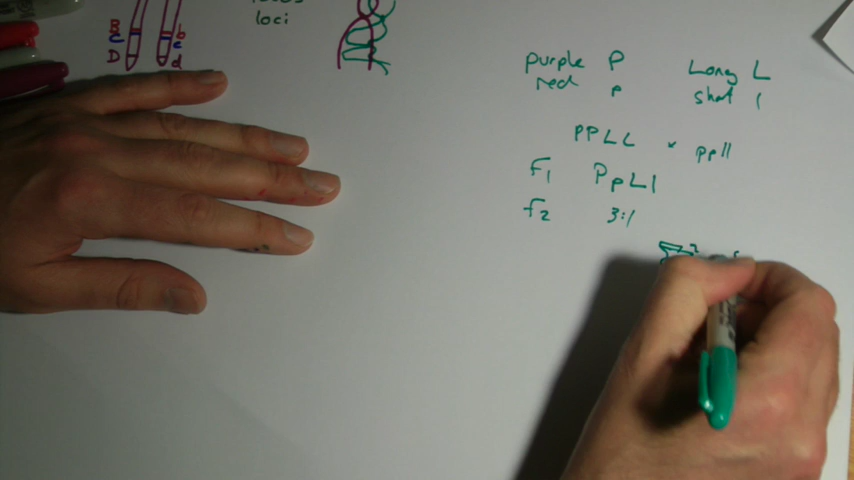 B b
C c
D d
loci
purple P Long L
red p short l
PPLL x ppll
F1 PpLl
F2 3:1